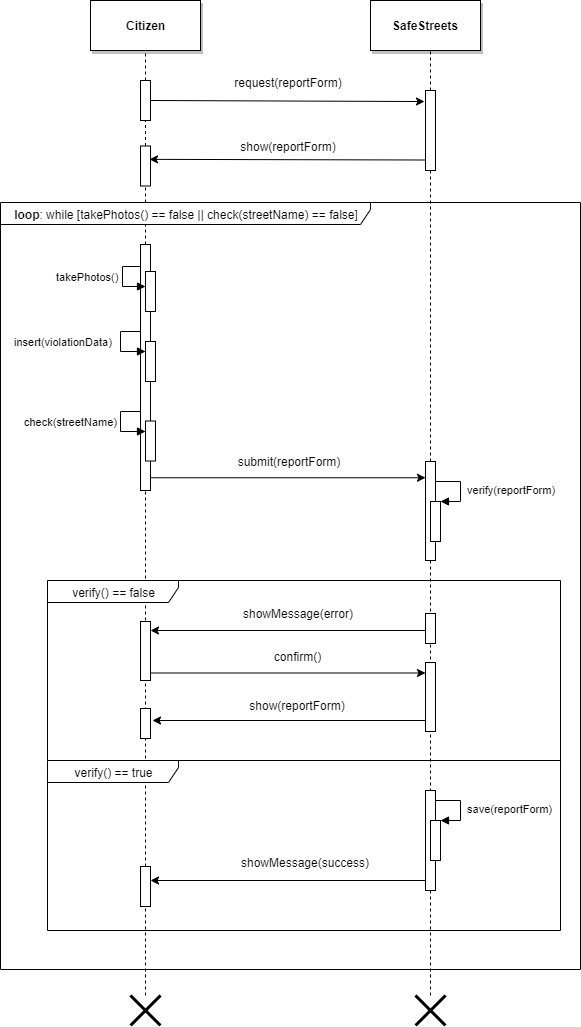 Citizen
SafeStreets
request(reportForm)
show(reportForm)
loop: while [takePhotos() == false || check(streetName) == false]
takePhotos()
insert(violationData)
check(streetName)
submit(reportForm)
verify(reportForm)
verify() == false
showMessage(error)
confirm()
show(reportForm)
verify() == true
save(reportForm)
showMessage(success)